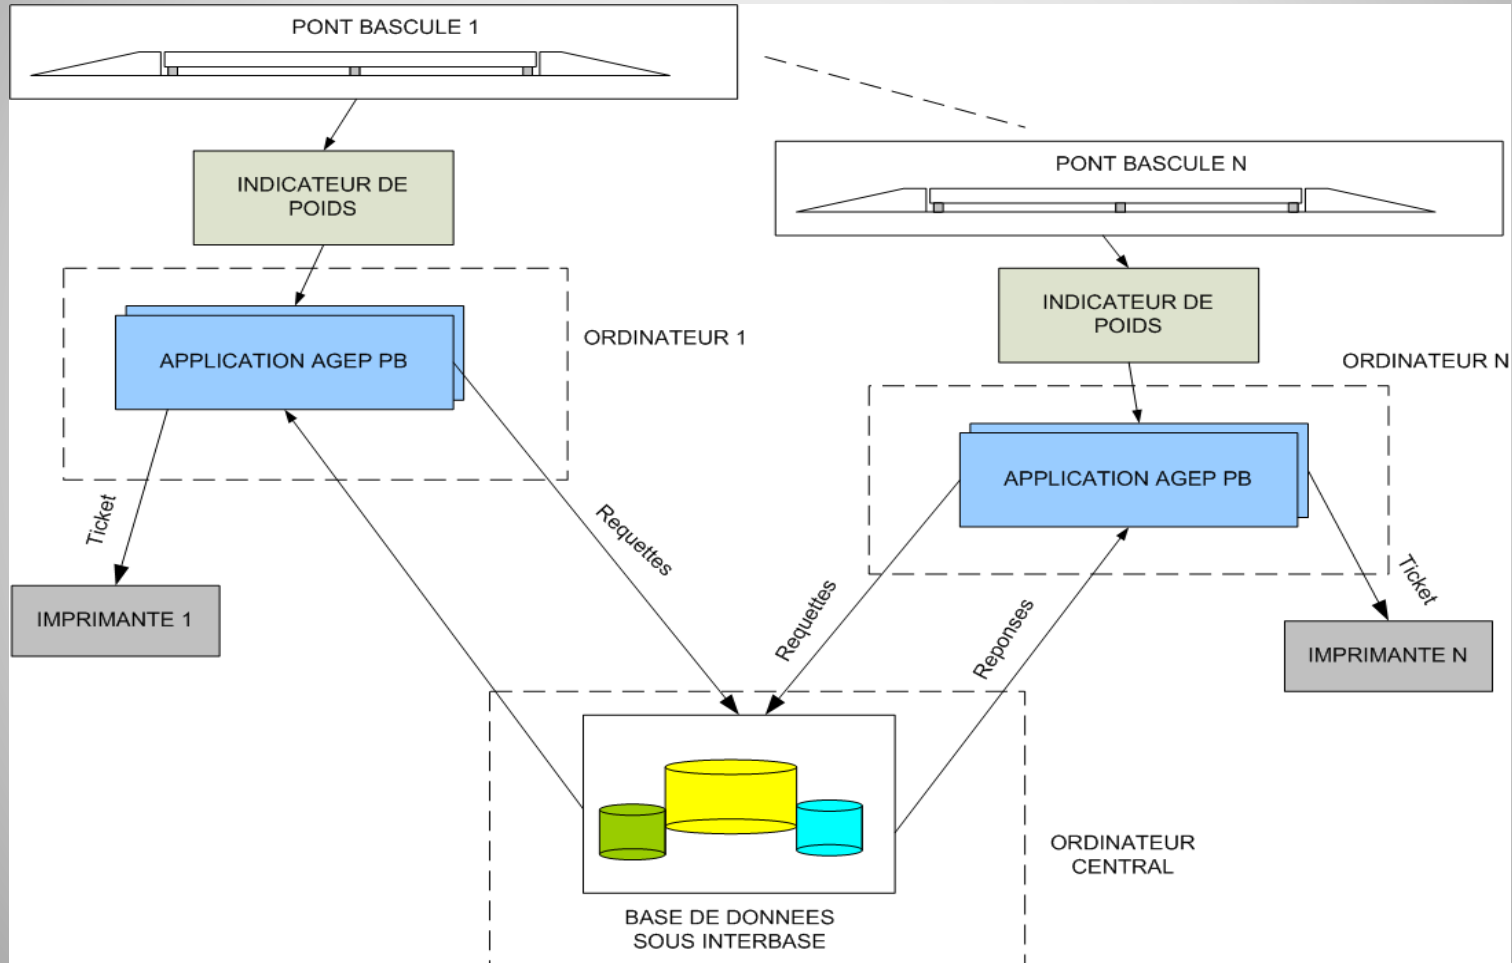 PONT BASCULE 1
PONT BASCULE N
INDICATEUR DE
POIDS
INDICATEUR DE
POIDS
ORDINATEUR 1
ORDINATEUR N
APPLICATION AGEP PB
APPLICATION AGEP PB
Ticket
Requettes
Requettes
Reponses
Ticket
IMPRIMANTE 1
IMPRIMANTE N
ORDINATEUR
CENTRAL
BASE DE DONNEES
SOUS INTERBASE